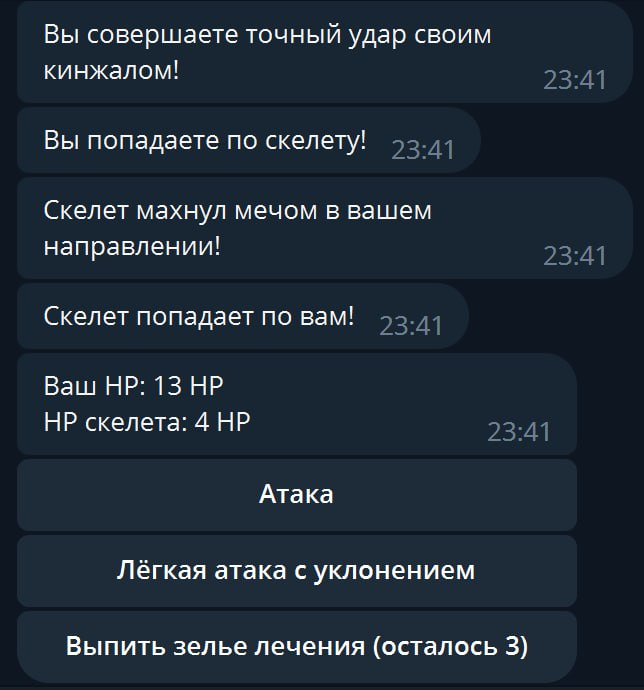 Вы совершаете точный удар своим
кинжалом!
23:41
Вы попадаете по скелету!
23:41
Скелет махнул мечом в вашем
направлении!
23:41
Скелет попадает по вам!
23:41
Ваш HP: 13 HP
HP скелета: 4 HP
23:41
Атака
Лёгкая атака с уклонением
Выпить зелье лечения (осталось 3)